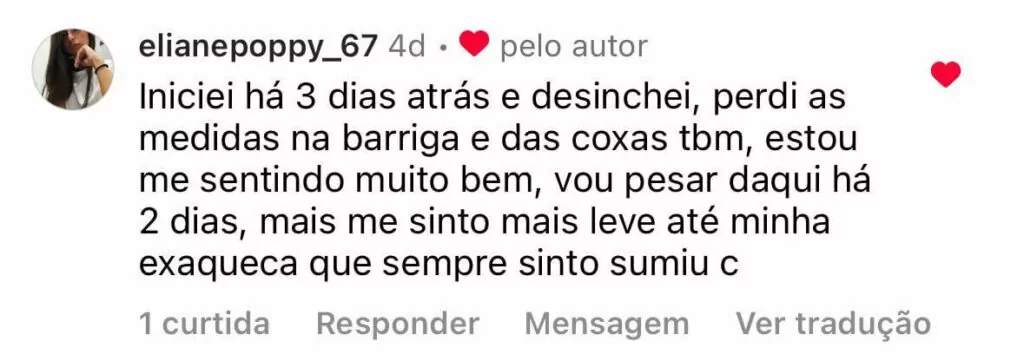 elianepoppy_67 4d • pelo autor
Iniciei há 3 dias atrás e desinchei, perdi as
medidas na barriga e das coxas tbm, estou
me sentindo muito bem, vou pesar daqui há
2 dias, mais me sinto mais leve até minha
exaqueca que sempre sinto sumiu c
1 curtida Responder Mensagem Ver tradução